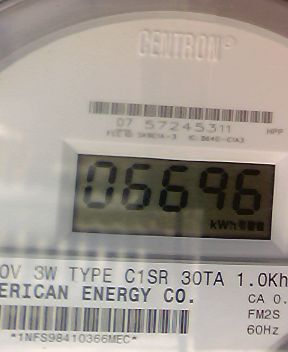 CENTRON®
07 57245311
HPP
06696
kWh
0V 3W TYPE C1SR 30TA 1.0Kh
ERICAN ENERGY CO.
CA 0.
FM2S
60Hz
*1NFS98410366MEC*